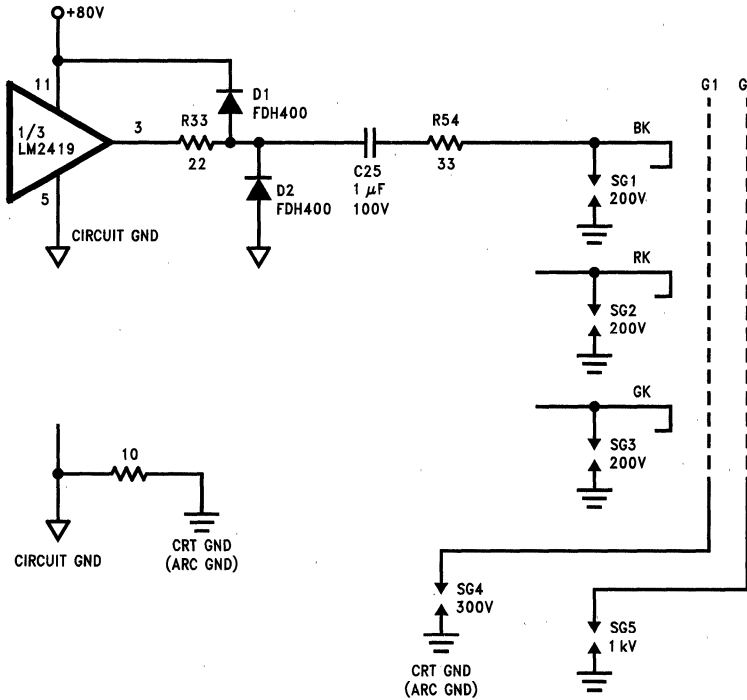 +80V
11
D1
FDH400
G1 G
1/3
LM2419
3
R33
22
R54
33
BK
5
D2
FDH400
C25
1 μF
100V
SG1
200V
CIRCUIT GND
RK
SG2
200V
GK
10
SG3
200V
CIRCUIT GND
CRT GND
(ARC GND)
SG4
300V
SG5
1 kV
CRT GND
(ARC GND)